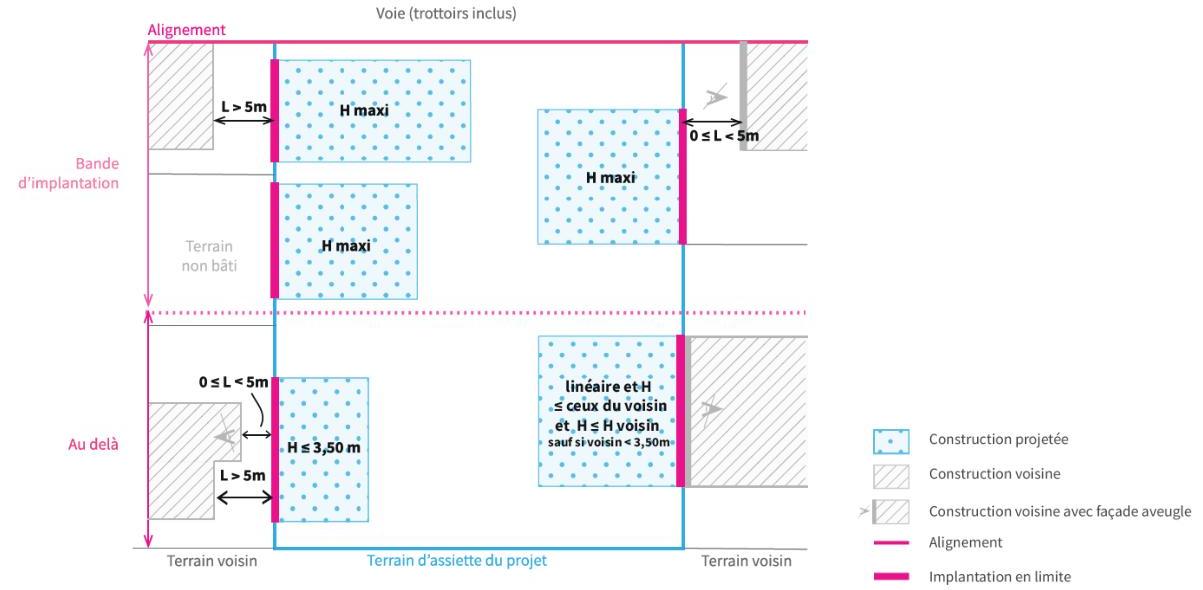 Voie (trottoirs inclus)
Alignement
L > 5m
H maxi
0 ≤ L < 5m
Bande
d'implantation
H maxi
Terrain
non bâti
H maxi
0 ≤ L < 5m
linéaire et H
≤ ceux du voisin
et H ≤ H voisin
sauf si voisin < 3,50m
Au delà
H ≤ 3,50 m
L > 5m
Terrain voisin
Terrain d'assiette du projet
Terrain voisin
Construction projetée
Construction voisine
Construction voisine avec façade aveugle
Alignement
Implantation en limite